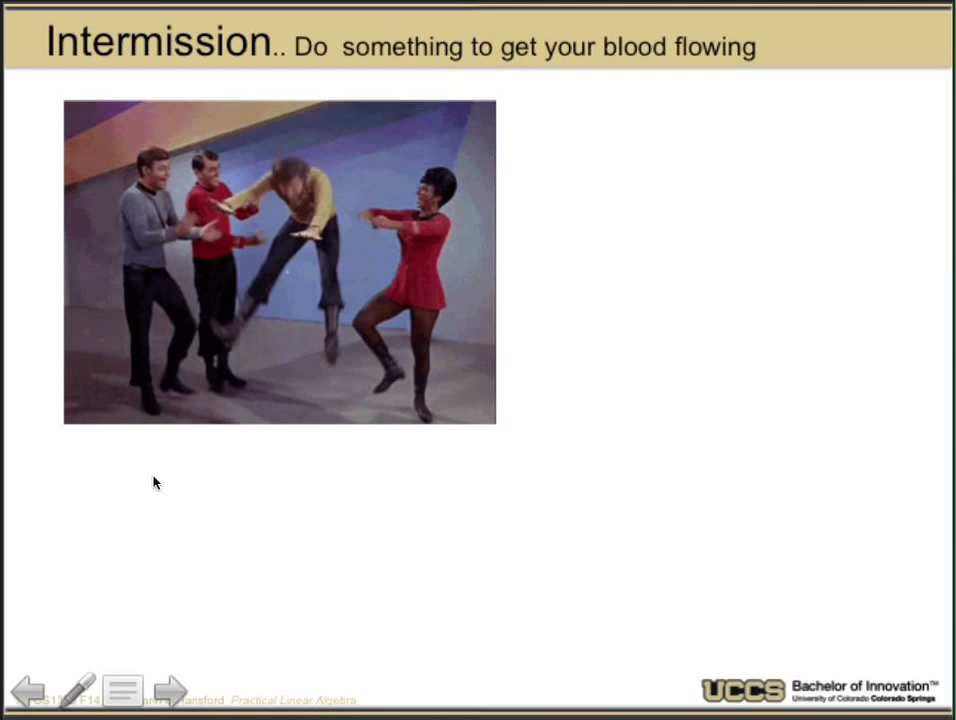 Intermission.. Do something to get your blood flowing
UCCS Bachelor of Innovation™
University of Colorado Colorado Springs
F14 Practical Linear Algebra